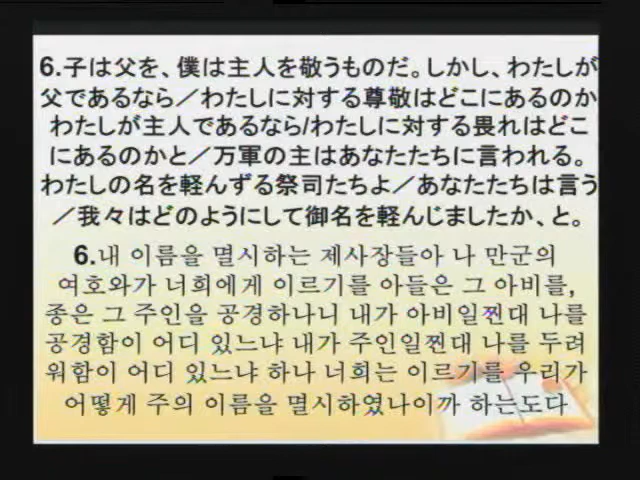 6.子は父を、僕は主人を敬うものだ。しかし、わたしが
父であるなら／わたしに対する尊敬はどこにあるのか
わたしが主人であるなら/わたしに対する畏れはどこ
にあるのかと／万軍の主はあなたたちに言われる。
わたしの名を軽んずる祭司たちよ／あなたたちは言う
／我々はどのようにして御名を軽んじましたか、と。
6.내 이름을 멸시하는 제사장들아 나 만군의
여호와가 너희에게 이르기를 아들은 그 아비를,
종은 그 주인을 공경하나니 내가 아비일찐대 나를
공경함이 어디 있느냐 내가 주인일찐대 나를 두려
워함이 어디 있느냐 하나 너희는 이르기를 우리가
어떻게 주의 이름을 멸시하였나이까 하는도다